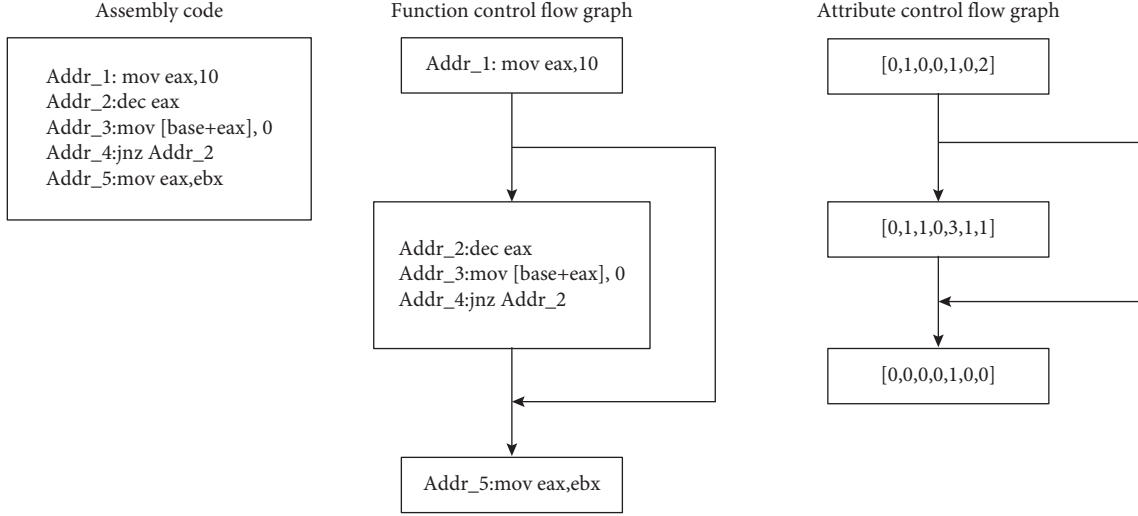 Assembly code
Addr_1: mov eax,10
Addr_2:dec eax
Addr_3:mov [base+eax], 0
Addr_4:jnz Addr_2
Addr_5:mov eax,ebx
Function control flow graph
Addr_1: mov eax,10
Addr_2:dec eax
Addr_3:mov [base+eax], 0
Addr_4:jnz Addr_2
Addr_5:mov eax,ebx
Attribute control flow graph
[0,1,0,0,1,0,2]
[0,1,1,0,3,1,1]
[0,0,0,0,1,0,0]